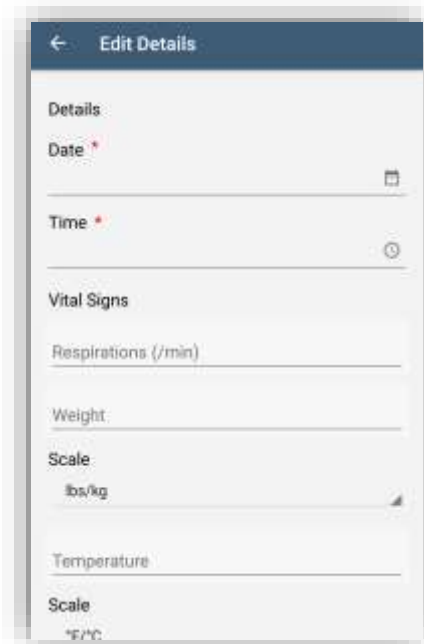 ← Edit Details
Details
Date *
Time *
Vital Signs
Respirations (/min)
Weight
Scale
lbs/kg
Temperature
Scale
°F/°C